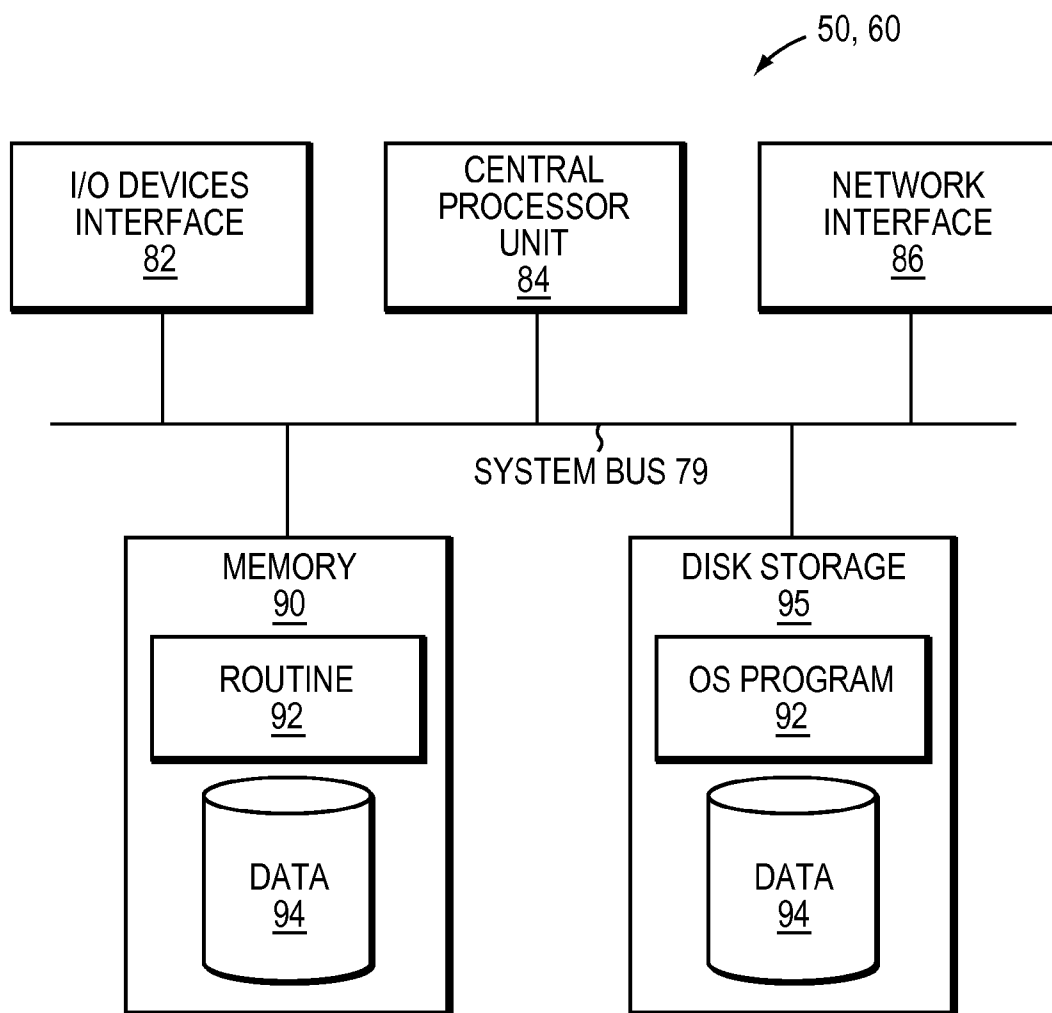 50, 60
I/O DEVICES
INTERFACE
82
CENTRAL
PROCESSOR
UNIT
84
NETWORK
INTERFACE
86
SYSTEM BUS 79
MEMORY
90
ROUTINE
92
DATA
94
DISK STORAGE
95
OS PROGRAM
92
DATA
94